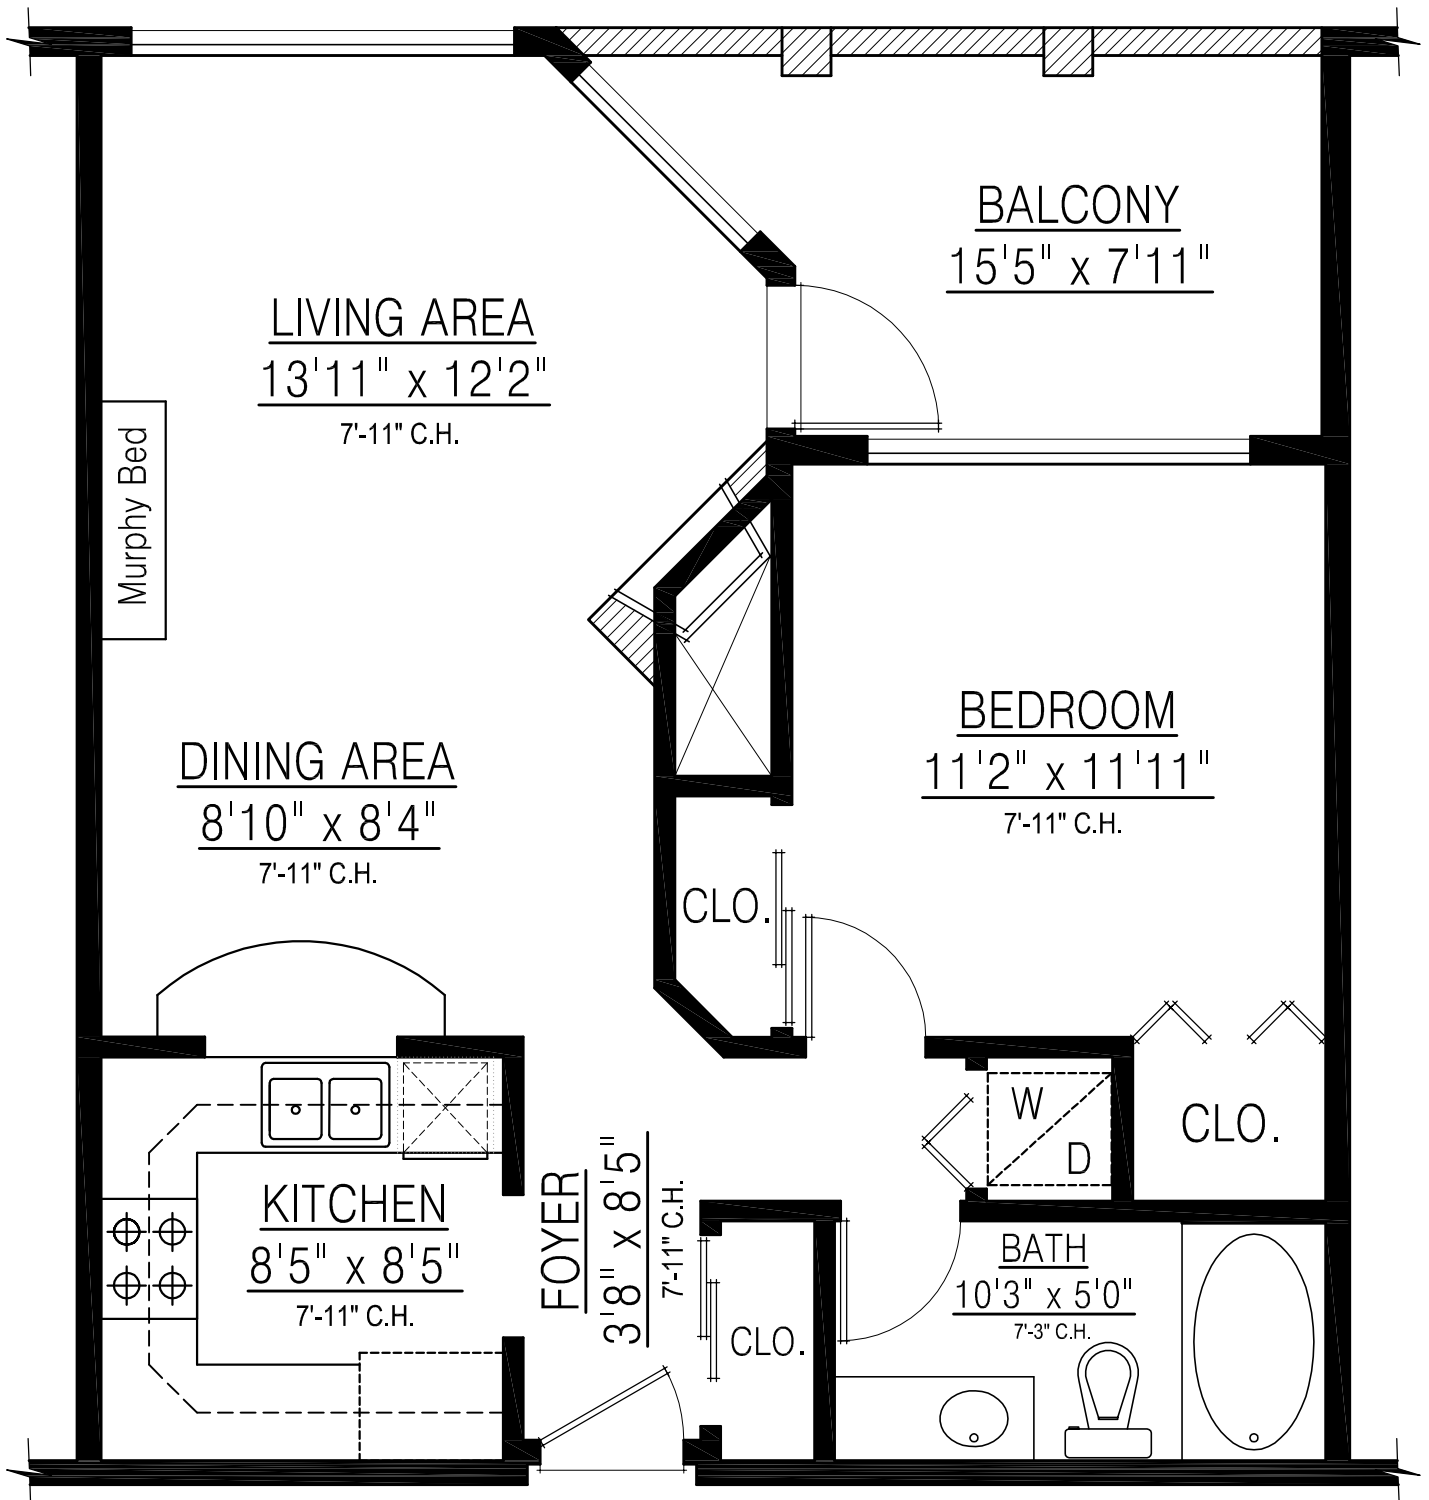 BALCONY
15'5" x 7'11"
LIVING AREA
13'11" x 12'2"
7'-11" C.H.
Murphy Bed
BEDROOM
11'2" x 11'11"
7'-11" C.H.
DINING AREA
8'10" x 8'4"
7'-11" C.H.
CLO.
W
D
CLO.
KITCHEN
8'5" x 8'5"
7'-11" C.H.
FOYER
3'8" x 8'5"
7'-11" C.H.
CLO.
BATH
10'3" x 5'0"
7'-3" C.H.